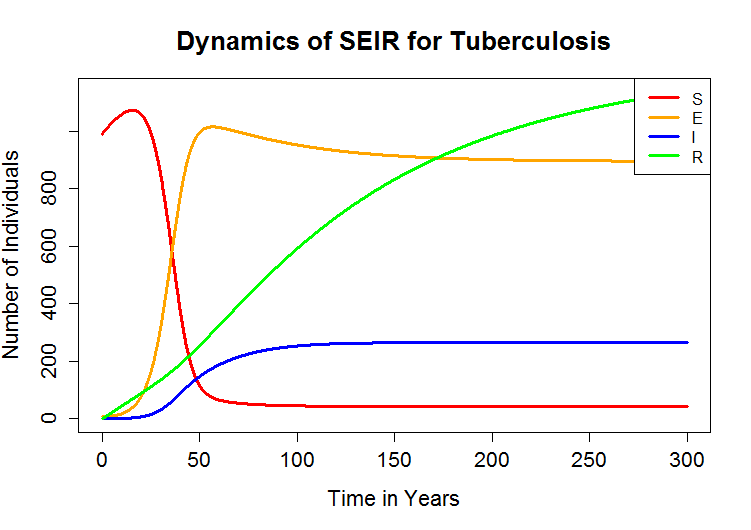 Dynamics of SEIR for Tuberculosis
Number of Individuals
800
600
400
200
0
S
E
I
R
0 50 100 150 200 250 300
Time in Years